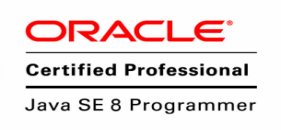 ORACLE®
Certified Professional
Java SE 8 Programmer